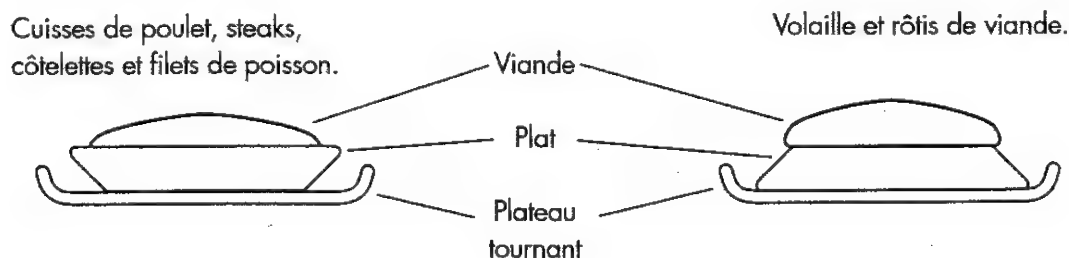 Cuisses de poulet, steaks,
côtelettes et filets de poisson.
Volaille et rôtis de viande.
Viande
Plat
Plateau
tournant